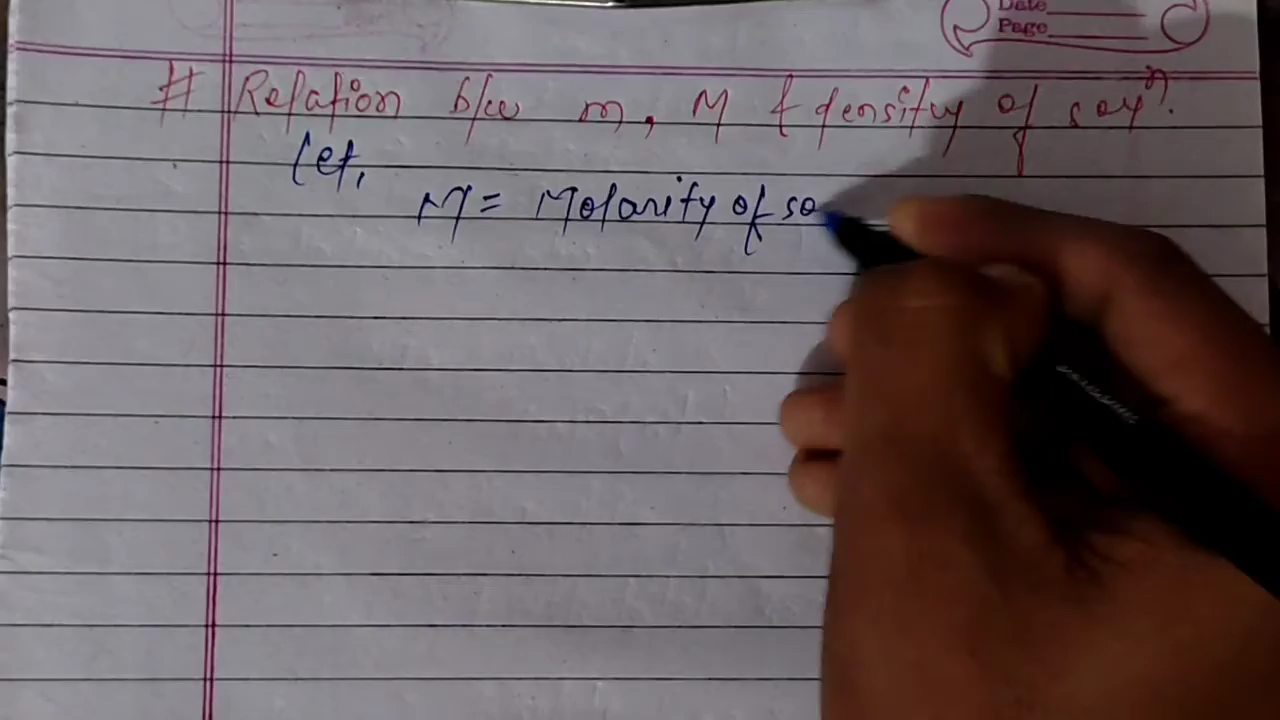 Date
Page
# Relation b/w m, M & density of solⁿ.
Let,
M = Molarity of so